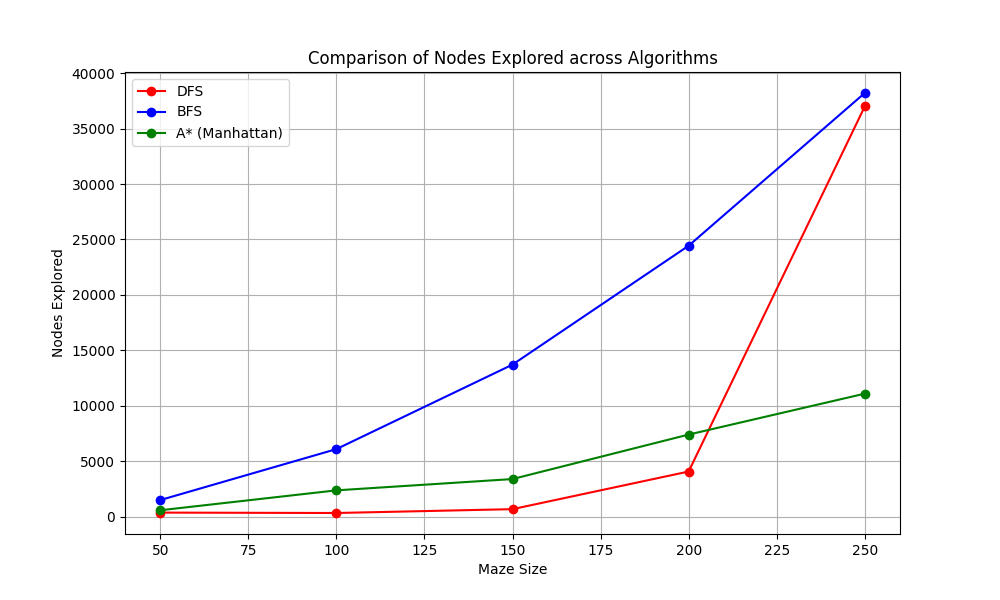 Comparison of Nodes Explored across Algorithms
DFS
BFS
A* (Manhattan)
40000
35000
30000
25000
20000
15000
10000
5000
0
Nodes Explored
50 75 100 125 150 175 200 225 250
Maze Size